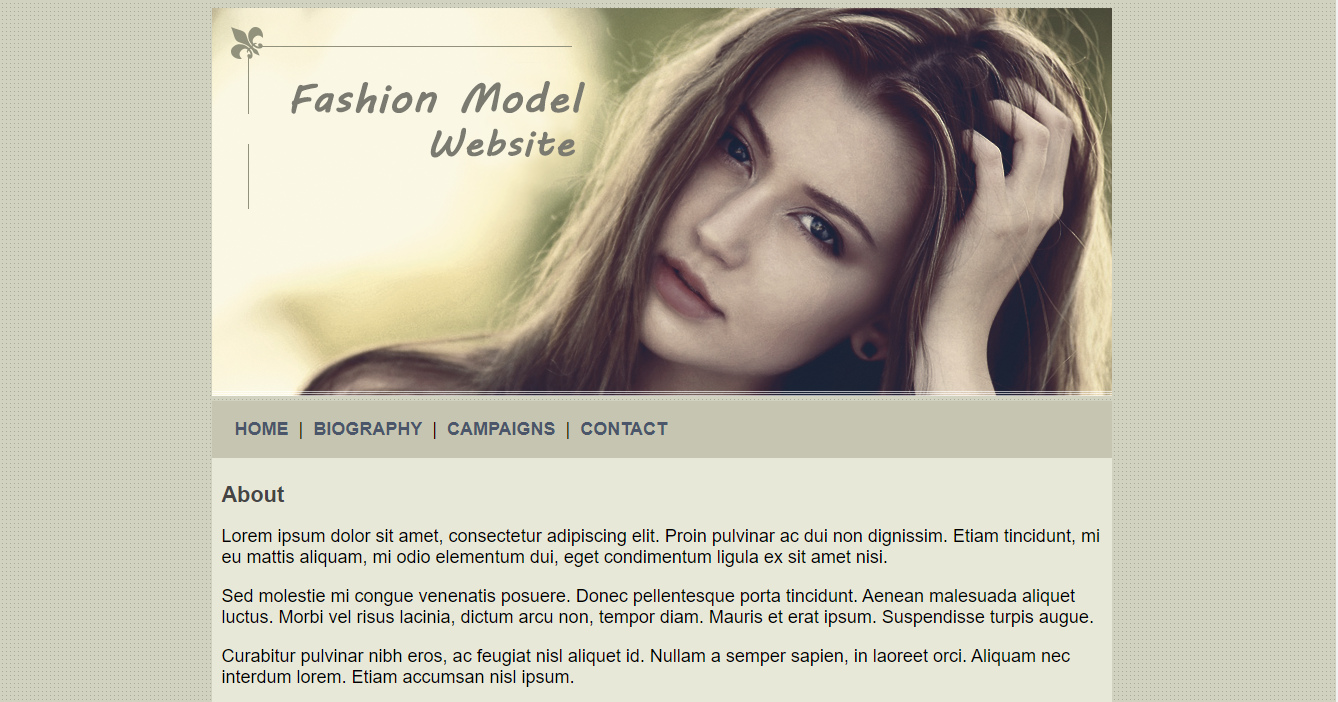 Fashion Model
Website
HOME | BIOGRAPHY | CAMPAIGNS | CONTACT
About
Lorem ipsum dolor sit amet, consectetur adipiscing elit. Proin pulvinar ac dui non dignissim. Etiam tincidunt, mi
eu mattis aliquam, mi odio elementum dui, eget condimentum ligula ex sit amet nisi.
Sed molestie mi congue venenatis posuere. Donec pellentesque porta tincidunt. Aenean malesuada aliquet
luctus. Morbi vel risus lacinia, dictum arcu non, tempor diam. Mauris et erat ipsum. Suspendisse turpis augue.
Curabitur pulvinar nibh eros, ac feugiat nisl aliquet id. Nullam a semper sapien, in laoreet orci. Aliquam nec
interdum lorem. Etiam accumsan nisl ipsum.